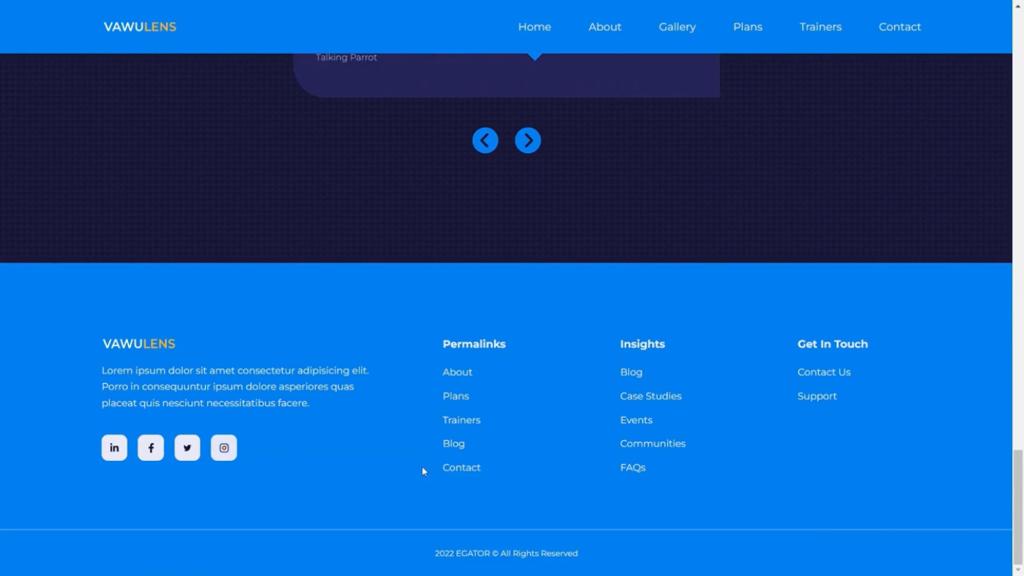 VAWULENS
Home About Gallery Plans Trainers Contact
Talking Parrot
VAWULENS
Lorem ipsum dolor sit amet consectetur adipisicing elit.
Porro in consequuntur ipsum dolore asperiores quas
placeat quis nesciunt necessitatibus facere.
in
Permalinks
About
Plans
Trainers
Blog
Contact
Insights
Blog
Case Studies
Events
Communities
FAQs
Get In Touch
Contact Us
Support
2022 EGATOR © All Rights Reserved